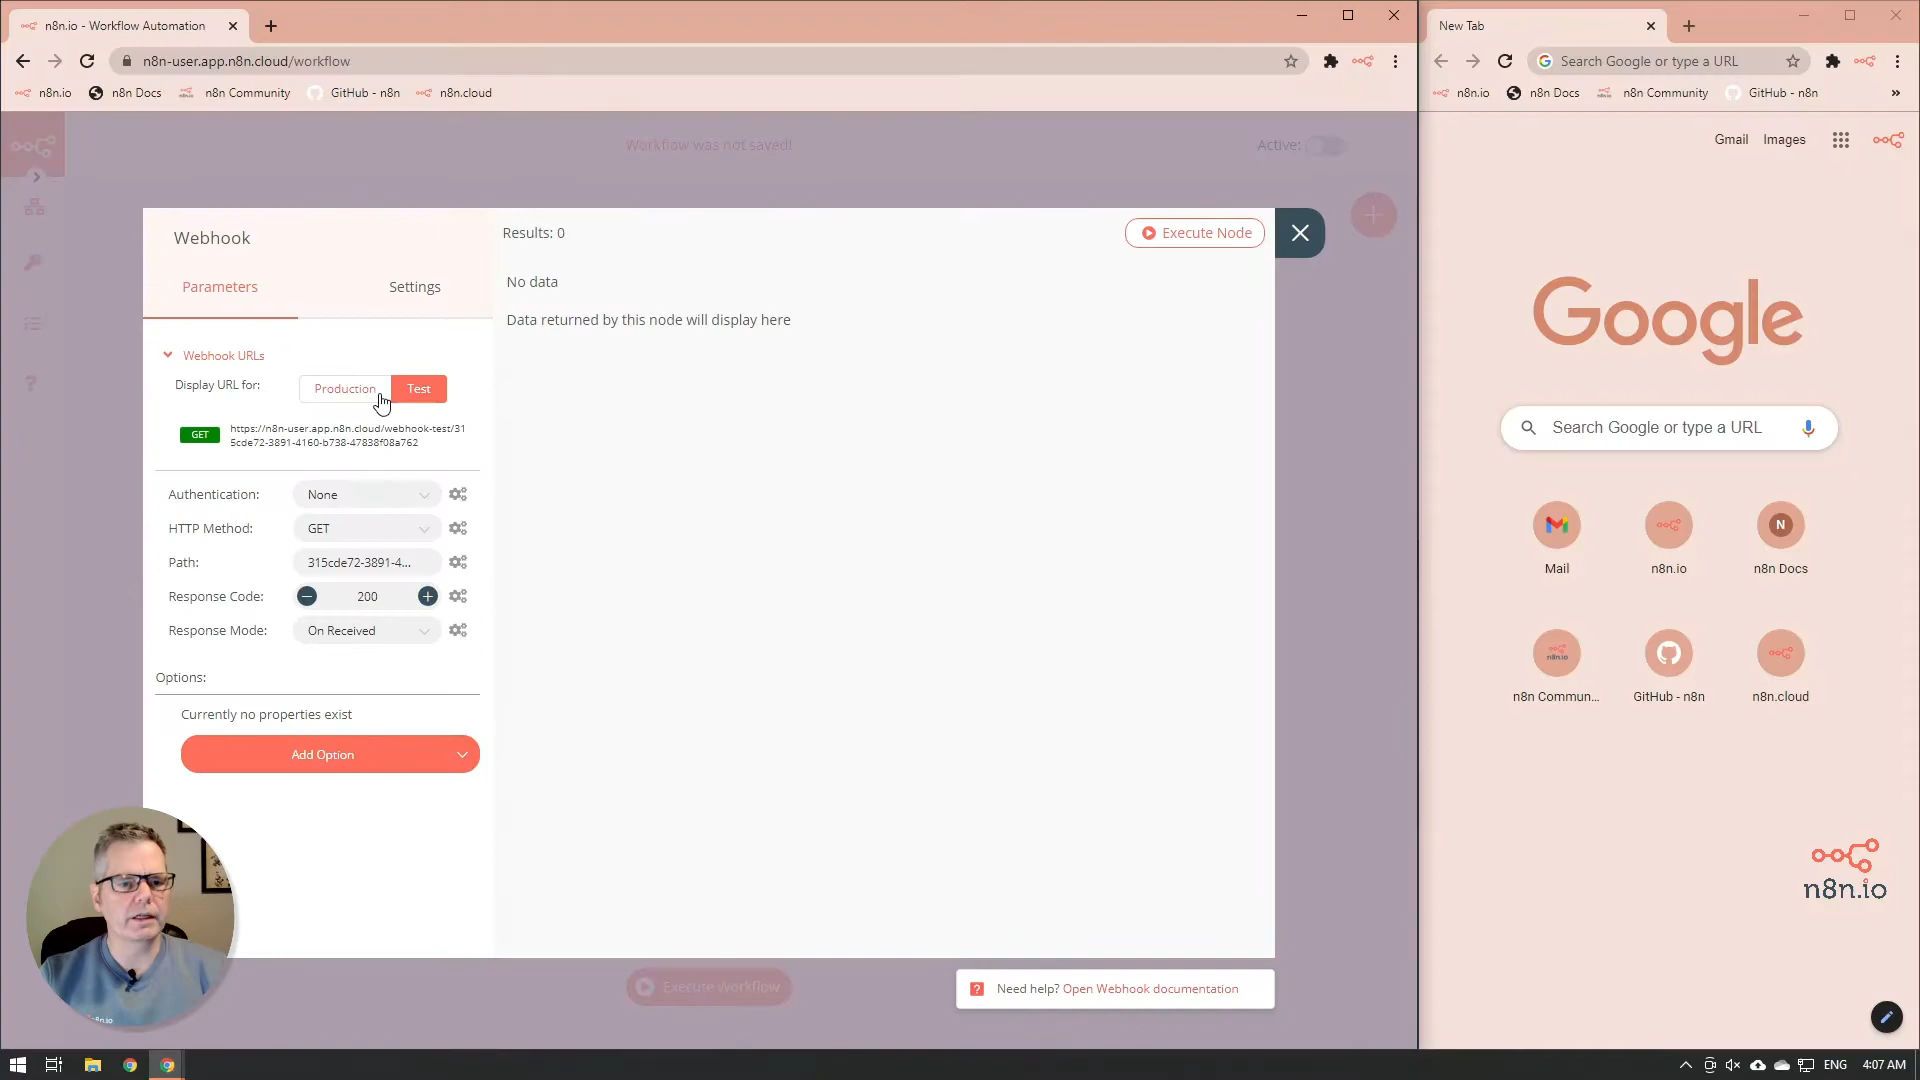 n8n.io - Workflow Automation
New Tab
n8n-user.app.n8n.cloud/workflow
Search Google or type a URL
n8n.io
n8n Docs
n8n Community
GitHub - n8n
n8n.cloud
n8n.io
n8n Docs
n8n Community
GitHub - n8n
»
Workflow was not saved!
Active:
Gmail
Images
Webhook
Results: 0
Execute Node
Parameters
Settings
No data
Data returned by this node will display here
Webhook URLs
Display URL for:
Production
Test
GET
https://n8n-user.app.n8n.cloud/webhook-test/31
5cde72-3891-4160-b738-47838f08a762
Authentication:
None
HTTP Method:
GET
Path:
315cde72-3891-4...
Response Code:
200
Response Mode:
On Received
Options:
Currently no properties exist
Add Option
Execute Workflow
Need help? Open Webhook documentation
Google
Search Google or type a URL
Mail
n8n.io
N
n8n Docs
n8n.io
n8n Commun...
GitHub - n8n
n8n.cloud
n8n.io
ENG
4:07 AM